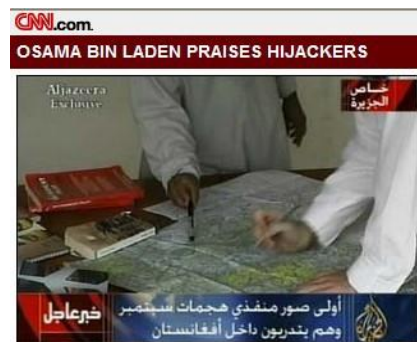 CNN.com.
OSAMA BIN LADEN PRAISES HIJACKERS
Aljazeera
Exclusive
خاص
الجزيرة
أولى صور منفذي هجمات سبتمبر
خبر عاجل
وهم يتدربون داخل أفغانستان